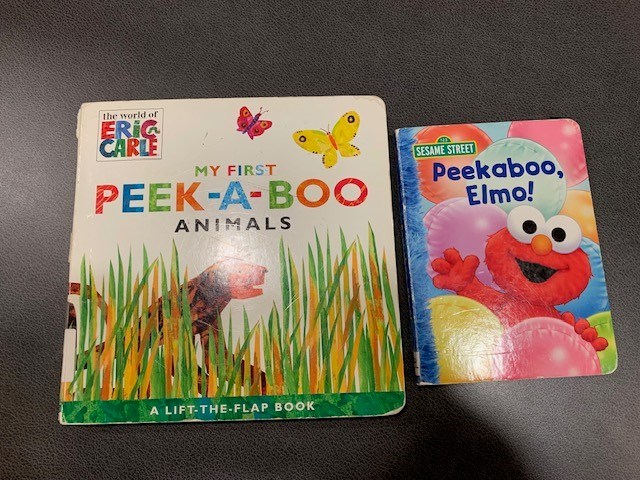 the world of
ERIC
CARLE
MY FIRST
PEEK-A-BOO
ANIMALS
A LIFT-THE-FLAP BOOK
SESAME STREET
Peekaboo,
Elmo!